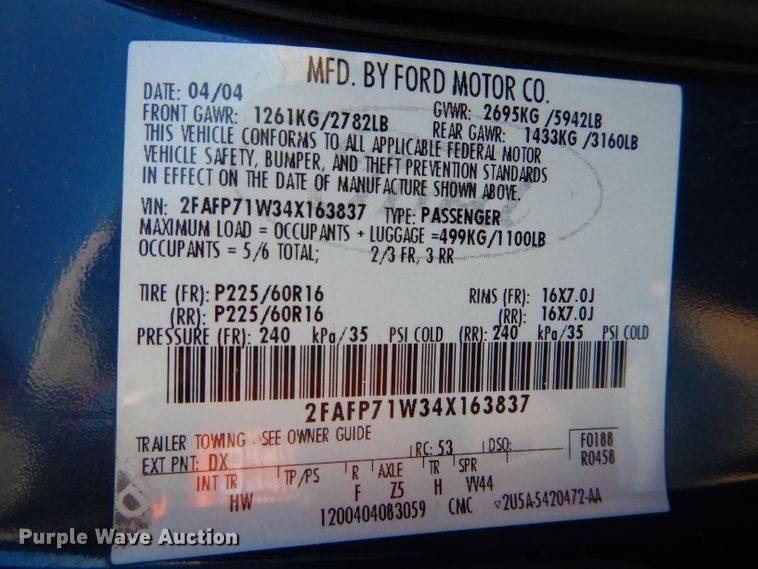 MFD. BY FORD MOTOR CO.
DATE: 04/04
GVWR: 2695KG /5942LB
FRONT GAWR: 1261KG/2782LB
REAR GAWR: 1433KG /3160LB
THIS VEHICLE CONFORMS TO ALL APPLICABLE FEDERAL MOTOR
VEHICLE SAFETY, BUMPER, AND THEFT PREVENTION STANDARDS
IN EFFECT ON THE DATE OF MANUFACTURE SHOWN ABOVE.
VIN: 2FAFP71W34X163837 TYPE: PASSENGER
MAXIMUM LOAD = OCCUPANTS + LUGGAGE =499KG/1100LB
OCCUPANTS = 5/6 TOTAL; 2/3 FR, 3 RR
TIRE (FR): P225/60R16 RIMS (FR): 16X7.0J
(RR): P225/60R16 (RR): 16X7.0J
PRESSURE (FR): 240 kPa/35 PSI COLD (RR): 240 kPa/35 PSI COLD
2FAFP71W34X163837
TRAILER TOWING - SEE OWNER GUIDE
EXT PNT: DX RC: 53 DSO: F0188
R0458
INT TR TP/PS R AXLE TR SPR
HW F Z5 H VV44
1200404083059 CMC ▽2U5A-5420472-AA
Purple Wave Auction